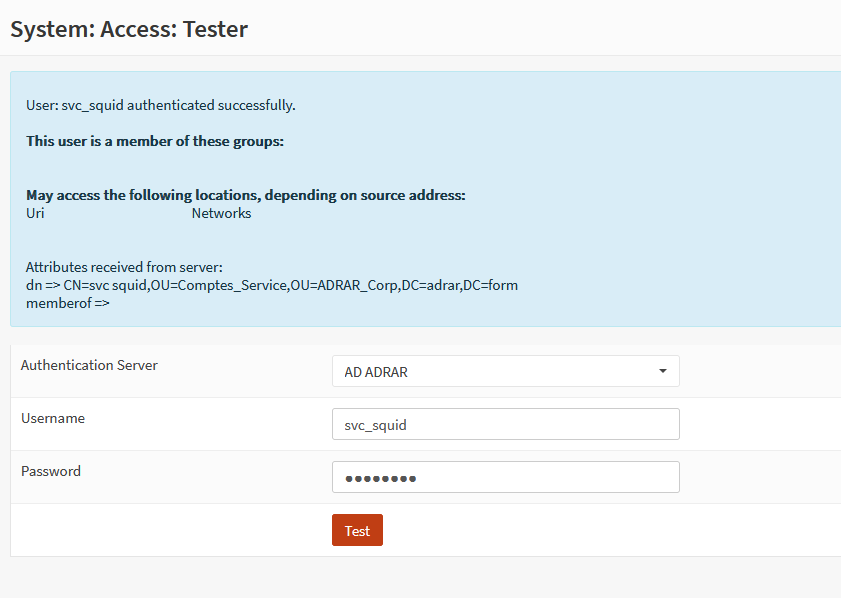 System: Access: Tester
User: svc_squid authenticated successfully.
This user is a member of these groups:
May access the following locations, depending on source address:
Uri Networks
Attributes received from server:
dn => CN=svc squid,OU=Comptes_Service,OU=ADRAR_Corp,DC=adrar,DC=form
memberof =>
Authentication Server AD ADRAR
Username svc_squid
Password ●●●●●●●●
Test